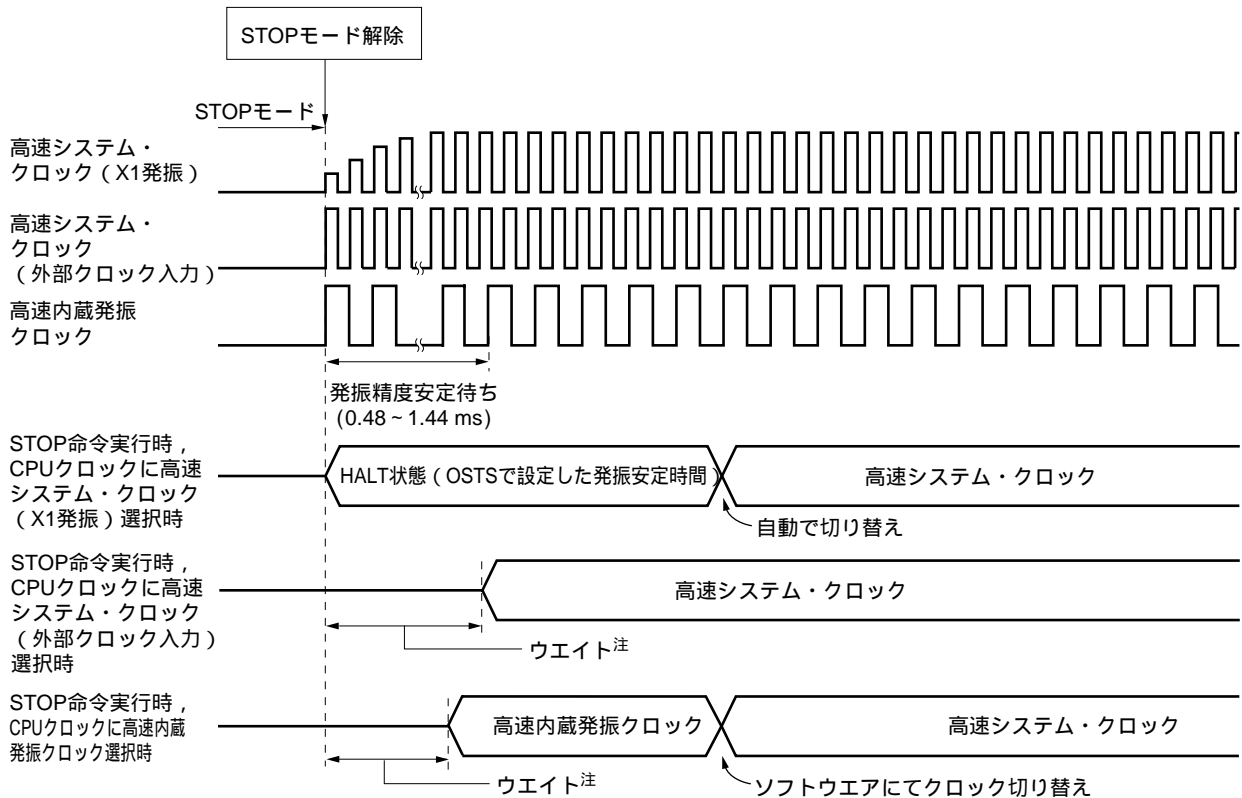 STOPモード解除
STOPモード
高速システム・
クロック（X1発振）
高速システム・
クロック
（外部クロック入力）
高速内蔵発振
クロック
発振精度安定待ち
(0.48～1.44 ms)
STOP命令実行時，
CPUクロックに高速
システム・クロック
（X1発振）選択時
HALT状態（OSTSで設定した発振安定時間）
高速システム・クロック
自動で切り替え
STOP命令実行時，
CPUクロックに高速
システム・クロック
（外部クロック入力）
選択時
高速システム・クロック
ウエイト注
STOP命令実行時，
CPUクロックに高速内蔵
発振クロック選択時
高速内蔵発振クロック
高速システム・クロック
ウエイト注
ソフトウエアにてクロック切り替え